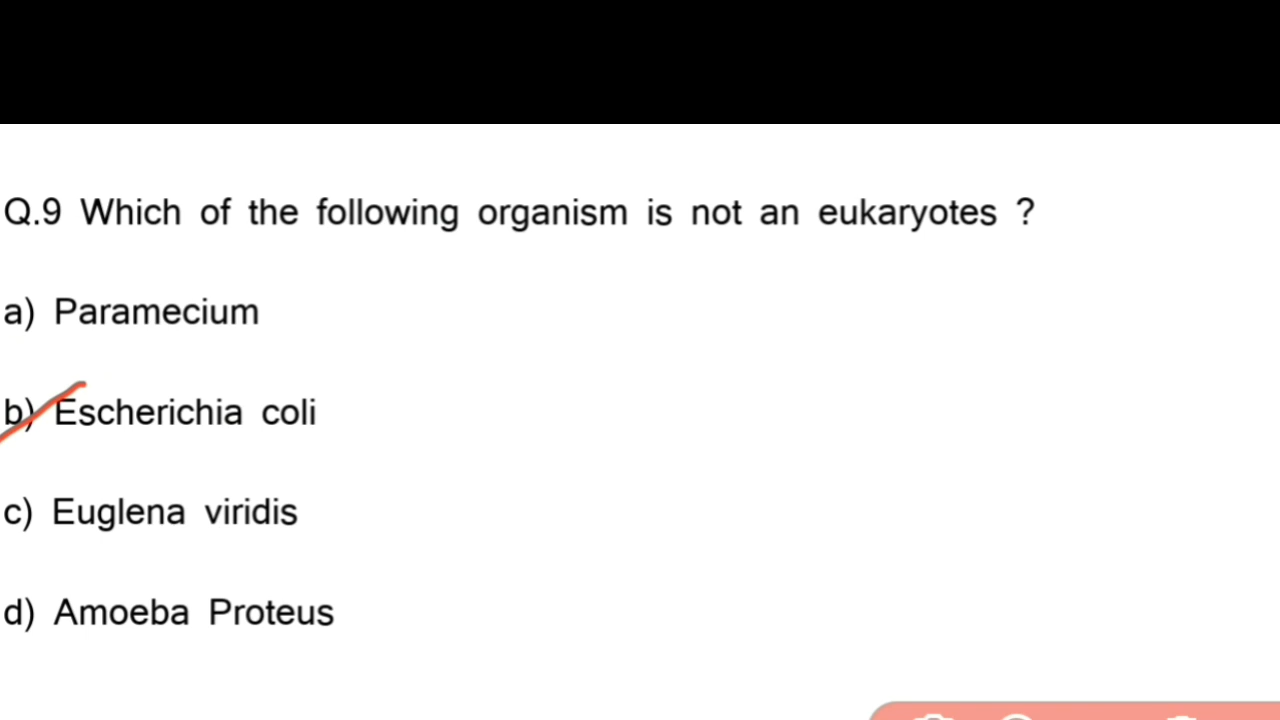 Q.9 Which of the following organism is not an eukaryotes ?
a) Paramecium
b) Escherichia coli
c) Euglena viridis
d) Amoeba Proteus